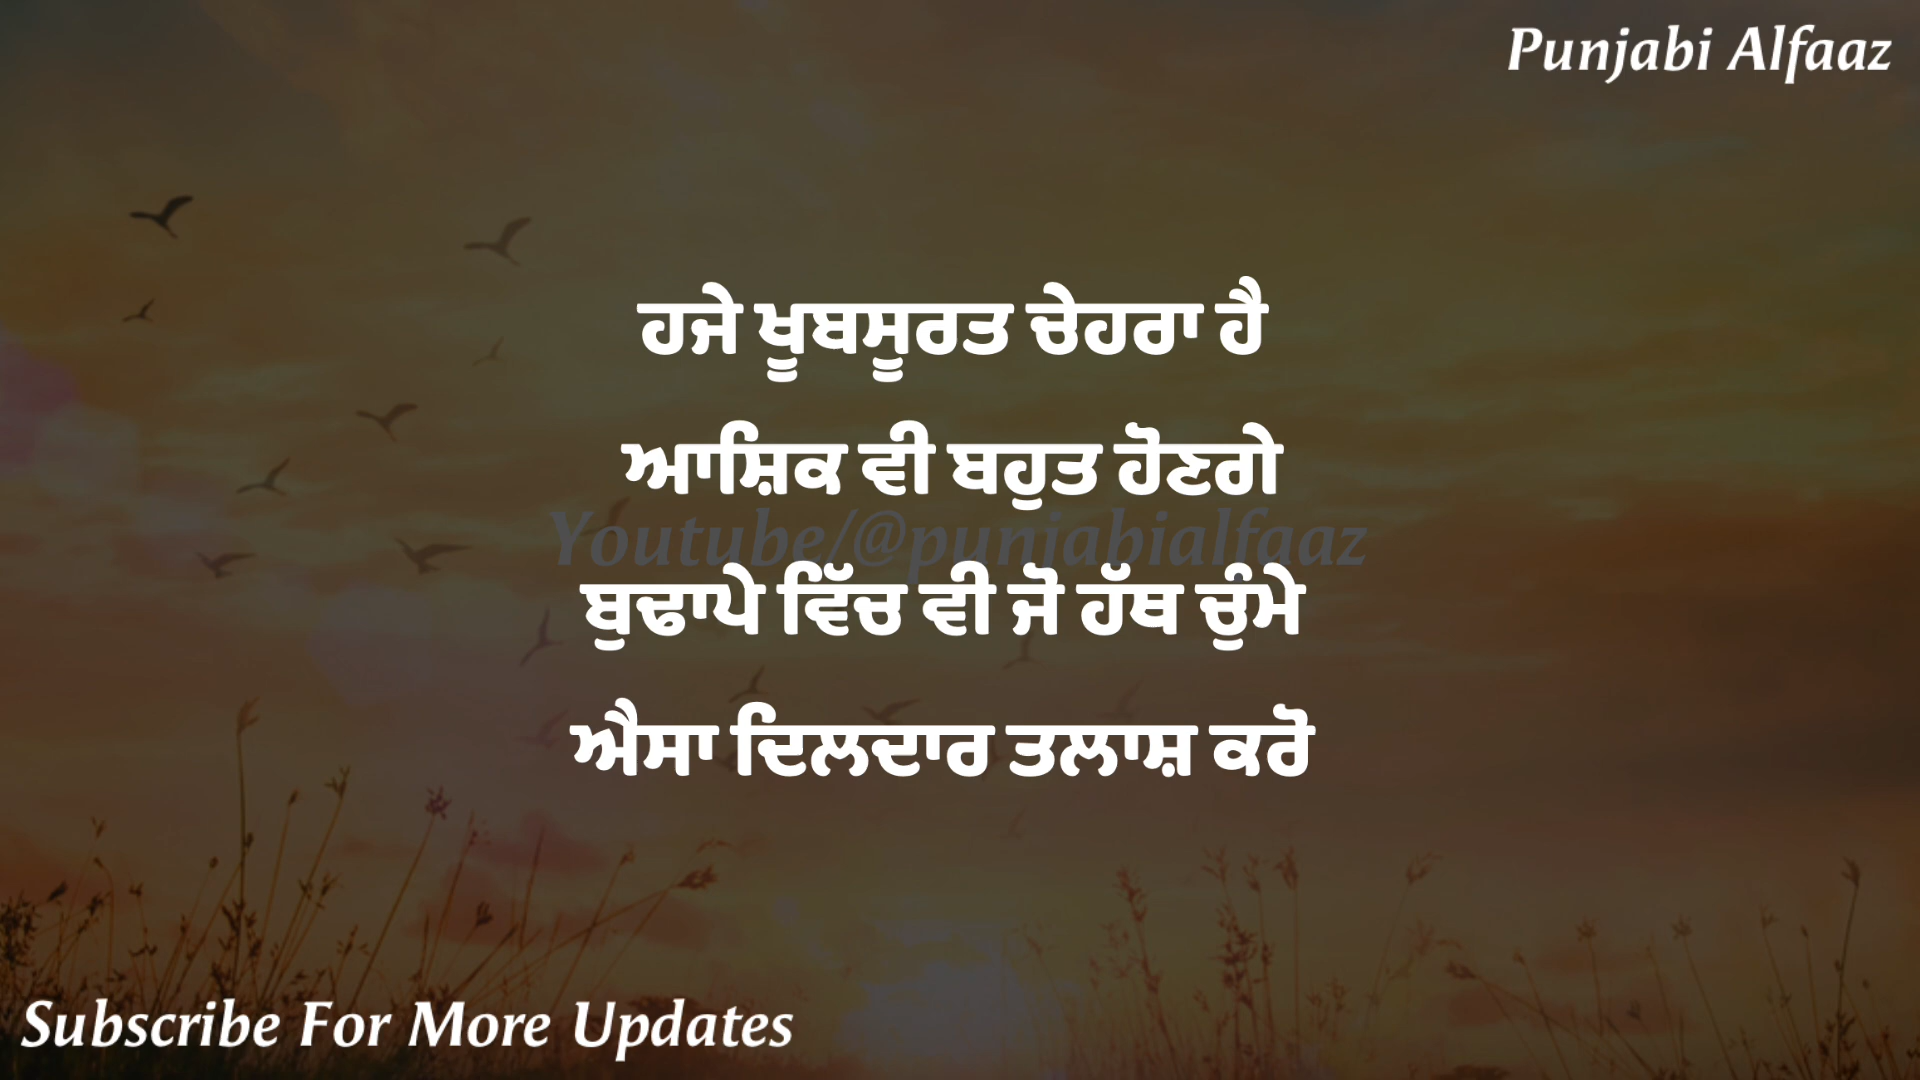 Punjabi Alfaaz
ਹਜੇ ਖੂਬਸੂਰਤ ਚੇਹਰਾ ਹੈ
ਆਸ਼ਿਕ ਵੀ ਬਹੁਤ ਹੋਣਗੇ
Youtube/@punjabialfaaz
ਬੁਢਾਪੇ ਵਿੱਚ ਵੀ ਜੋ ਹੱਥ ਚੁੰਮੇ
ਐਸਾ ਦਿਲਦਾਰ ਤਲਾਸ਼ ਕਰੋ
Subscribe For More Updates